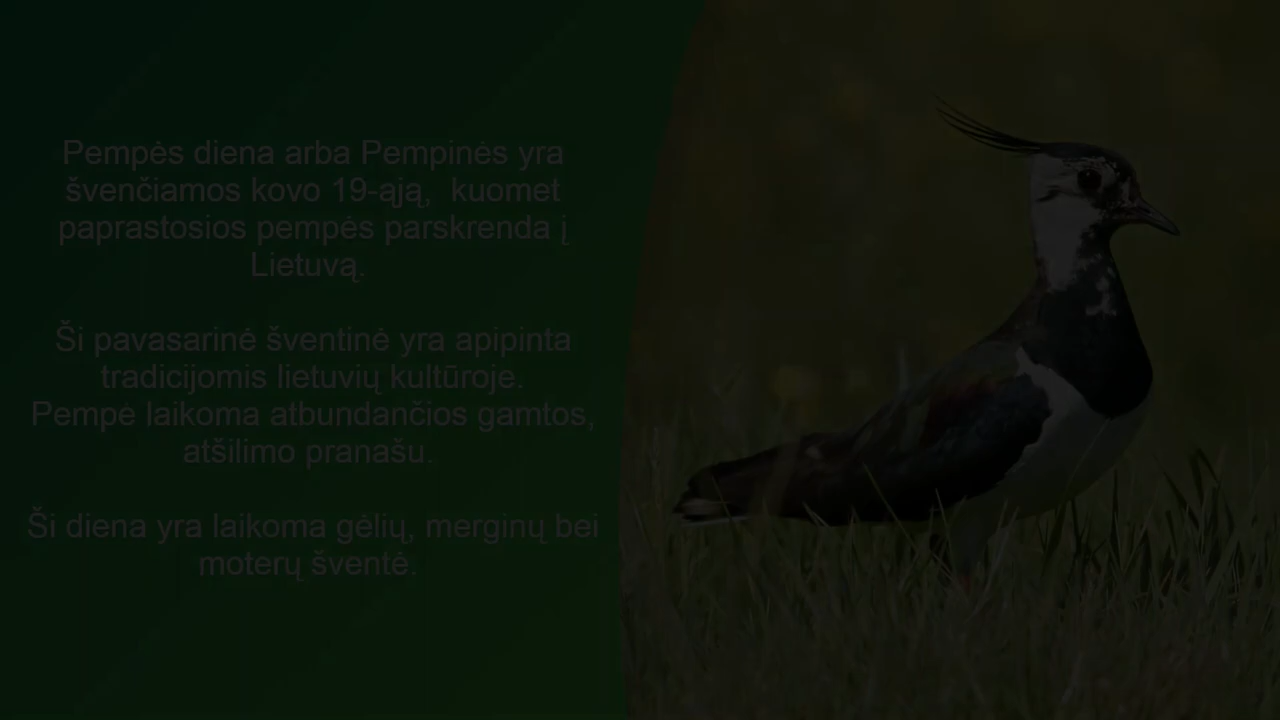 Pempės diena arba Pempinės yra
švenčiamos kovo 19-ąją,  kuomet
paprastosios pempės parskrenda į
Lietuvą.
Ši pavasarinė šventinė yra apipinta
tradicijomis lietuvių kultūroje.
Pempė laikoma atbundančios gamtos,
atšilimo pranašu.
Ši diena yra laikoma gėlių, merginų bei
moterų šventė.